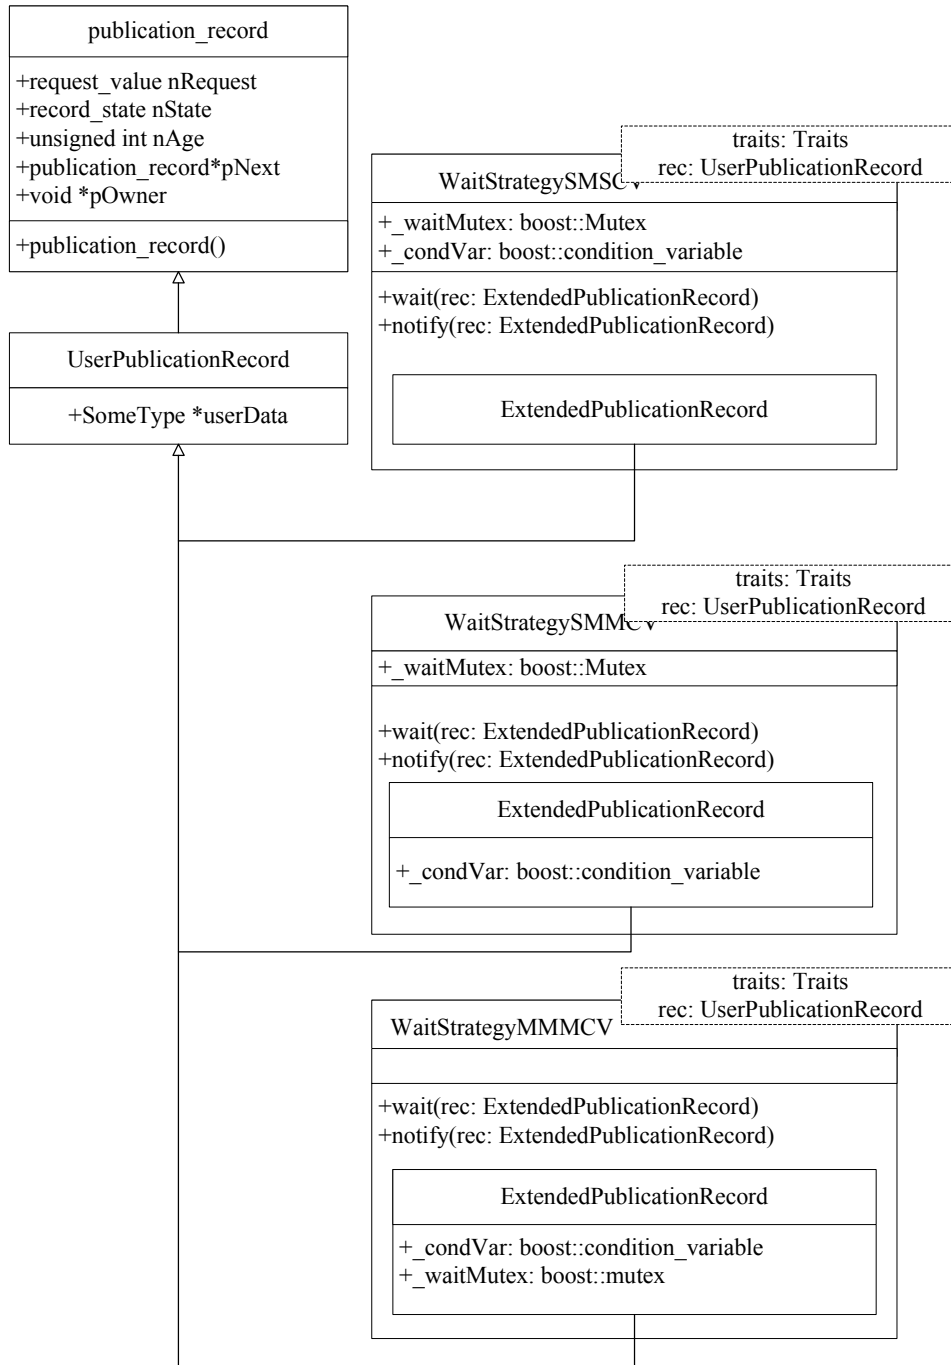 publication_record
+request_value nRequest
+record_state nState
+unsigned int nAge
+publication_record*pNext
+void *pOwner
+publication_record()
UserPublicationRecord
+SomeType *userData
traits: Traits
rec: UserPublicationRecord
WaitStrategySMSCV
+_waitMutex: boost::Mutex
+_condVar: boost::condition_variable
+wait(rec: ExtendedPublicationRecord)
+notify(rec: ExtendedPublicationRecord)
ExtendedPublicationRecord
traits: Traits
rec: UserPublicationRecord
WaitStrategySMMCV
+_waitMutex: boost::Mutex
+wait(rec: ExtendedPublicationRecord)
+notify(rec: ExtendedPublicationRecord)
ExtendedPublicationRecord
+_condVar: boost::condition_variable
traits: Traits
rec: UserPublicationRecord
WaitStrategyMMMCV
+wait(rec: ExtendedPublicationRecord)
+notify(rec: ExtendedPublicationRecord)
ExtendedPublicationRecord
+_condVar: boost::condition_variable
+_waitMutex: boost::mutex